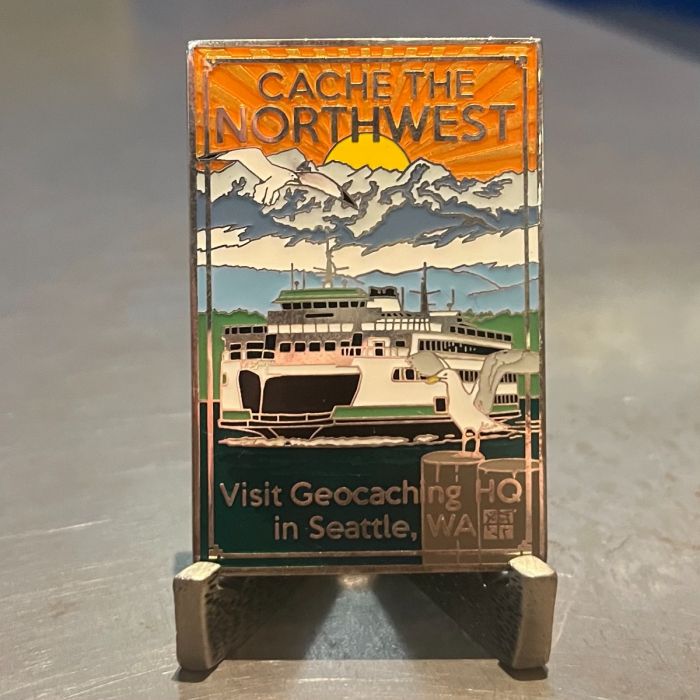 CACHE THE
NORTHWEST
Visit Geocaching HQ
in Seattle, WA